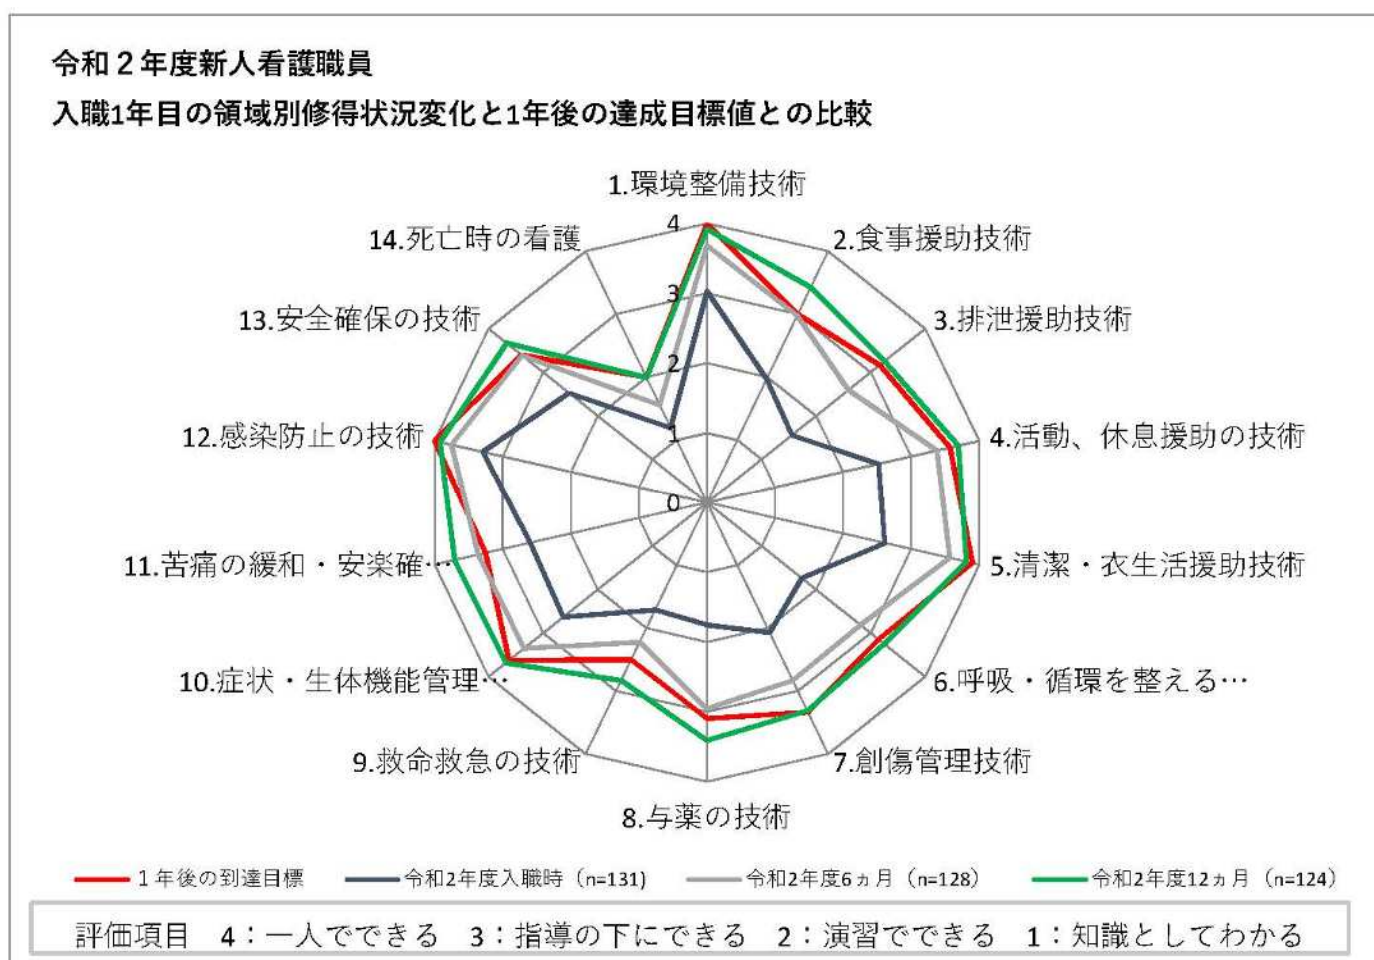 令和２年度新人看護職員
入職1年目の領域別修得状況変化と1年後の達成目標値との比較
1.環境整備技術
14.死亡時の看護
2.食事援助技術
13.安全確保の技術
3.排泄援助技術
12.感染防止の技術
4.活動、休息援助の技術
11.苦痛の緩和・安楽確…
5.清潔・衣生活援助技術
10.症状・生体機能管理…
6.呼吸・循環を整える…
9.救命救急の技術
7.創傷管理技術
8.与薬の技術
4
3
2
1
0
１年後の到達目標
令和2年度入職時（n=131)
令和2年度6ヵ月（n=128）
令和2年度12ヵ月（n=124）
評価項目　4：一人でできる　3：指導の下にできる　2：演習でできる　1：知識としてわかる